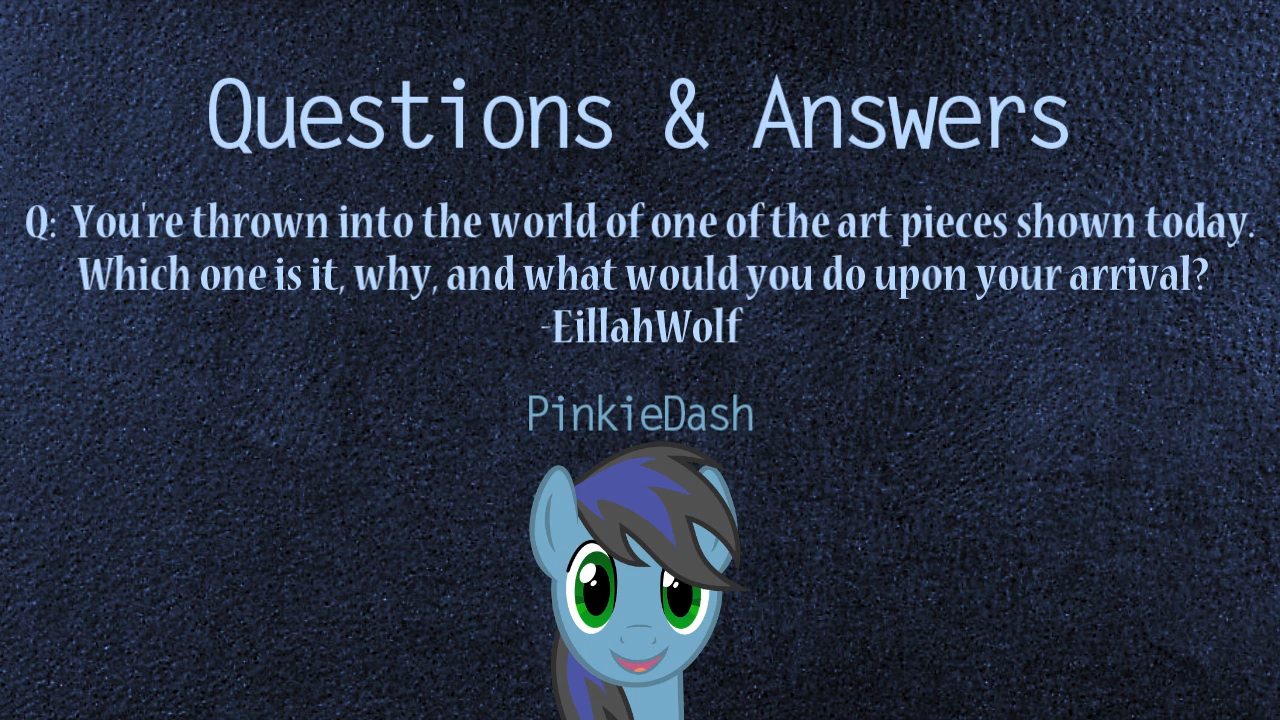 Questions & Answers
Q: You're thrown into the world of one of the art pieces shown today.
Which one is it, why, and what would you do upon your arrival?
-EillahWolf
PinkieDash